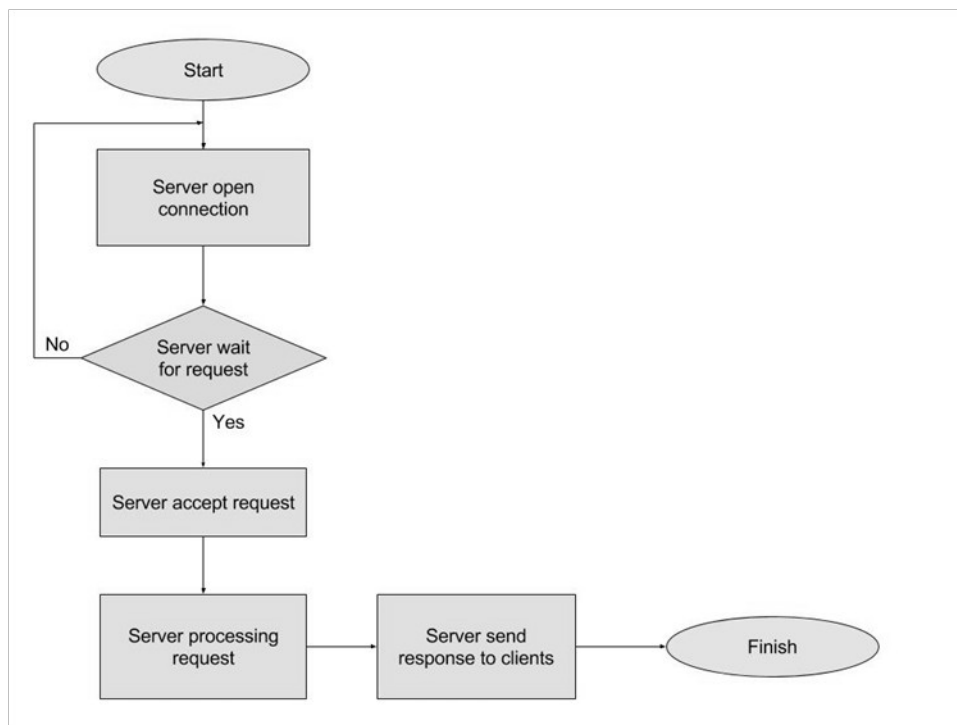 Start
Server open
connection
Server wait
for request
No
Yes
Server accept request
Server processing
request
Server send
response to clients
Finish